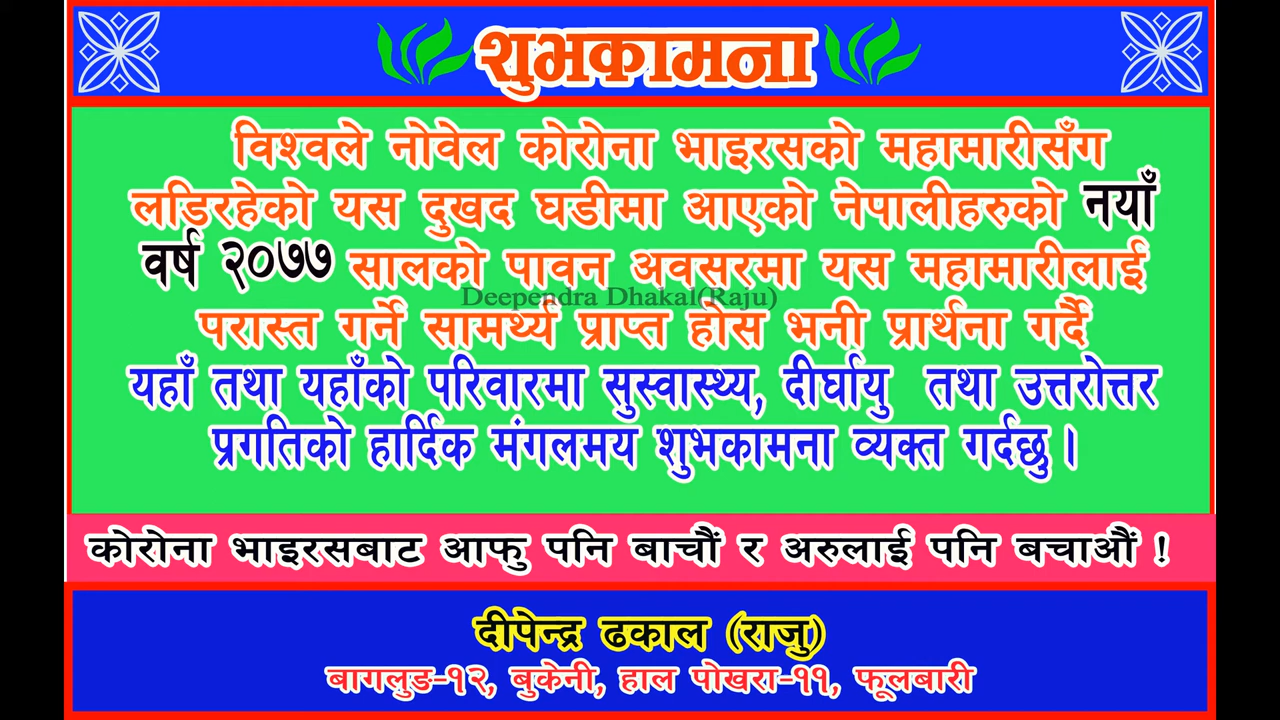 शुभकामना
विश्वले नोवेल कोरोना भाइरसको महामारीसँग
लडिरहेको यस दुखद घडीमा आएको नेपालीहरुको नयाँ
वर्ष २०७७ सालको पावन अवसरमा यस महामारीलाई
Deependra Dhakal(Raju)
परास्त गर्ने सामर्थ्य प्राप्त होस भनी प्रार्थना गर्दै
यहाँ तथा यहाँको परिवारमा सुस्वास्थ्य, दीर्घायु तथा उत्तरोत्तर
प्रगतिको हार्दिक मंगलमय शुभकामना व्यक्त गर्दछु ।
कोरोना भाइरसबाट आफु पनि बाचौं र अरुलाई पनि बचाऔं !
दीपेन्द्र ढकाल (राजु)
बागलुड-१२, बुकेनी, हाल पोखरा-११, फूलबारी